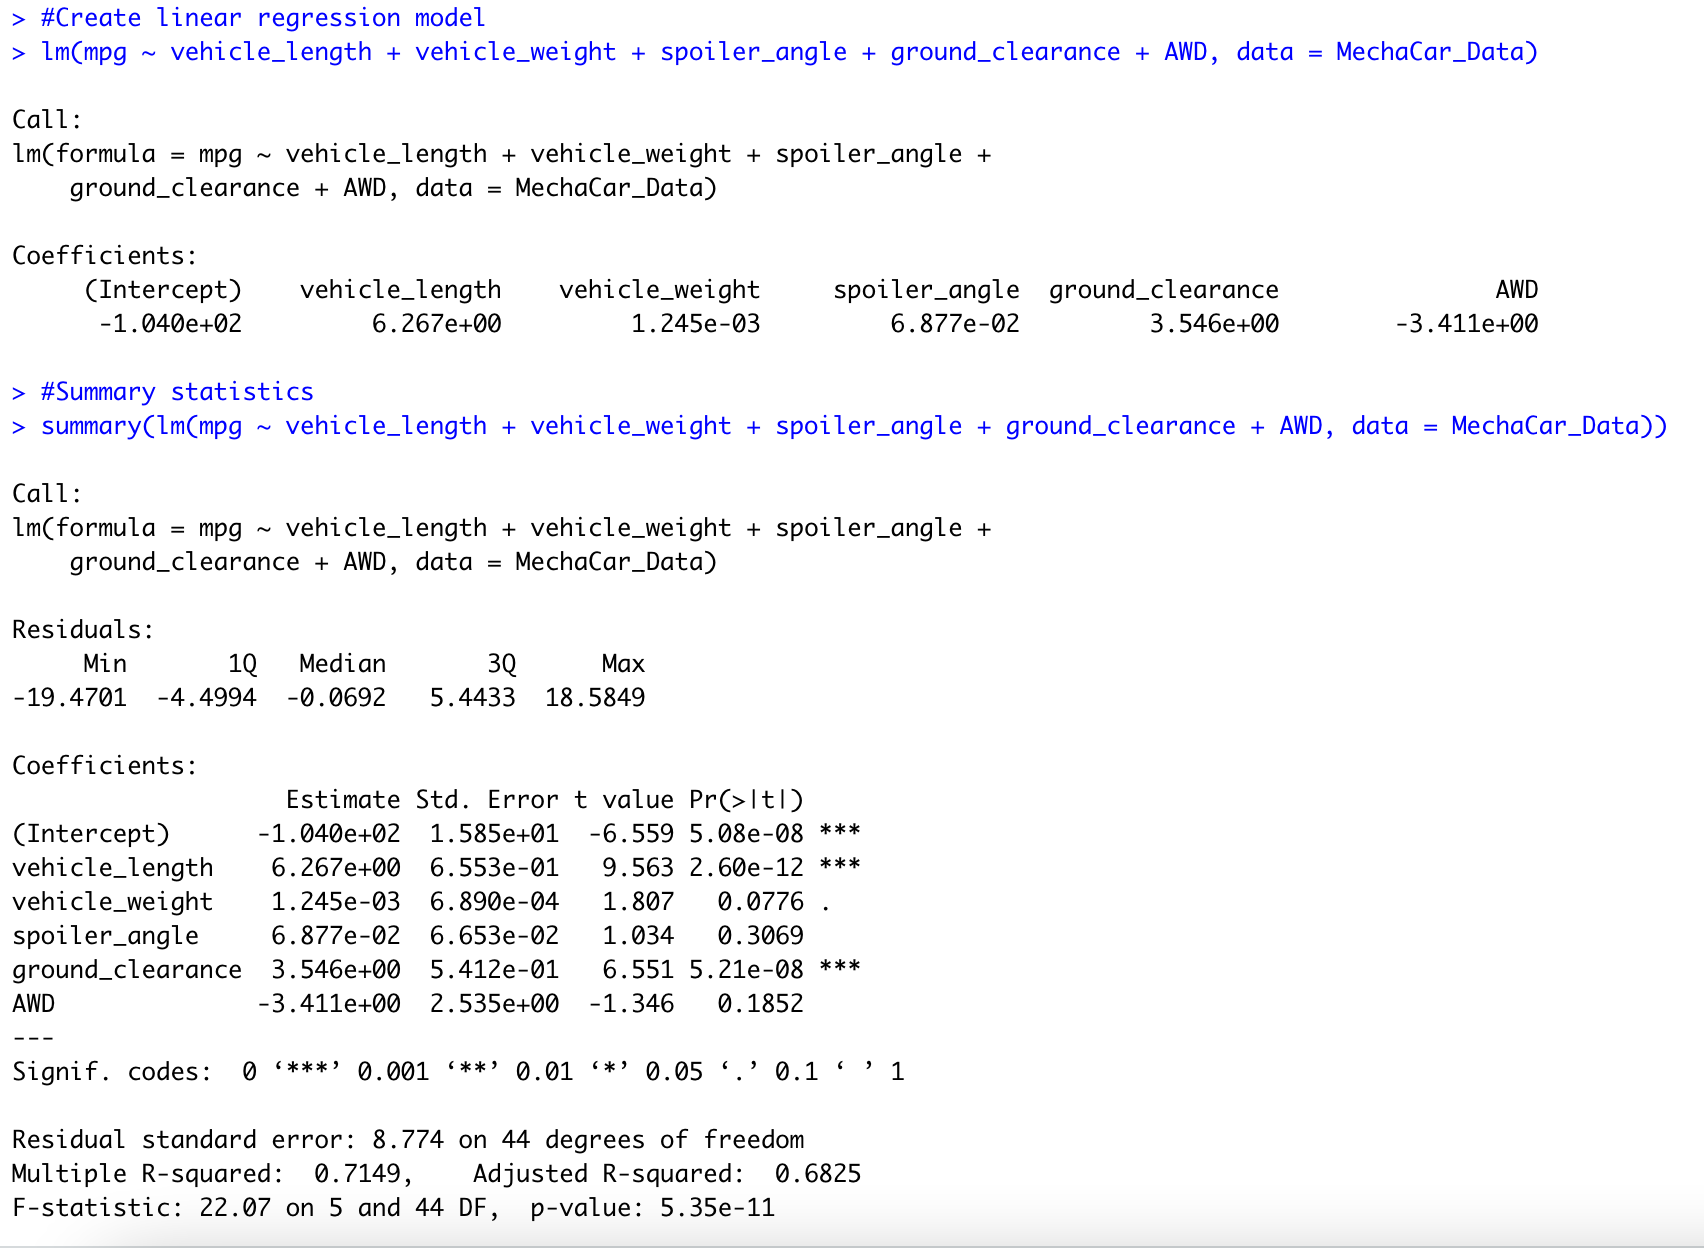 > #Create linear regression model
> lm(mpg ~ vehicle_length + vehicle_weight + spoiler_angle + ground_clearance + AWD, data = MechaCar_Data)
Call:
lm(formula = mpg ~ vehicle_length + vehicle_weight + spoiler_angle +
    ground_clearance + AWD, data = MechaCar_Data)
Coefficients:
     (Intercept)    vehicle_length    vehicle_weight     spoiler_angle  ground_clearance               AWD
      -1.040e+02         6.267e+00         1.245e-03         6.877e-02         3.546e+00        -3.411e+00
> #Summary statistics
> summary(lm(mpg ~ vehicle_length + vehicle_weight + spoiler_angle + ground_clearance + AWD, data = MechaCar_Data))
Call:
lm(formula = mpg ~ vehicle_length + vehicle_weight + spoiler_angle +
    ground_clearance + AWD, data = MechaCar_Data)
Residuals:
     Min       1Q   Median       3Q      Max
-19.4701  -4.4994  -0.0692   5.4433  18.5849
Coefficients:
                   Estimate Std. Error t value Pr(>|t|)
(Intercept)      -1.040e+02  1.585e+01  -6.559 5.08e-08 ***
vehicle_length    6.267e+00  6.553e-01   9.563 2.60e-12 ***
vehicle_weight    1.245e-03  6.890e-04   1.807   0.0776 .
spoiler_angle     6.877e-02  6.653e-02   1.034   0.3069
ground_clearance  3.546e+00  5.412e-01   6.551 5.21e-08 ***
AWD              -3.411e+00  2.535e+00  -1.346   0.1852
---
Signif. codes:  0 ‘***’ 0.001 ‘**’ 0.01 ‘*’ 0.05 ‘.’ 0.1 ‘ ’ 1
Residual standard error: 8.774 on 44 degrees of freedom
Multiple R-squared:  0.7149,    Adjusted R-squared:  0.6825
F-statistic: 22.07 on 5 and 44 DF,  p-value: 5.35e-11